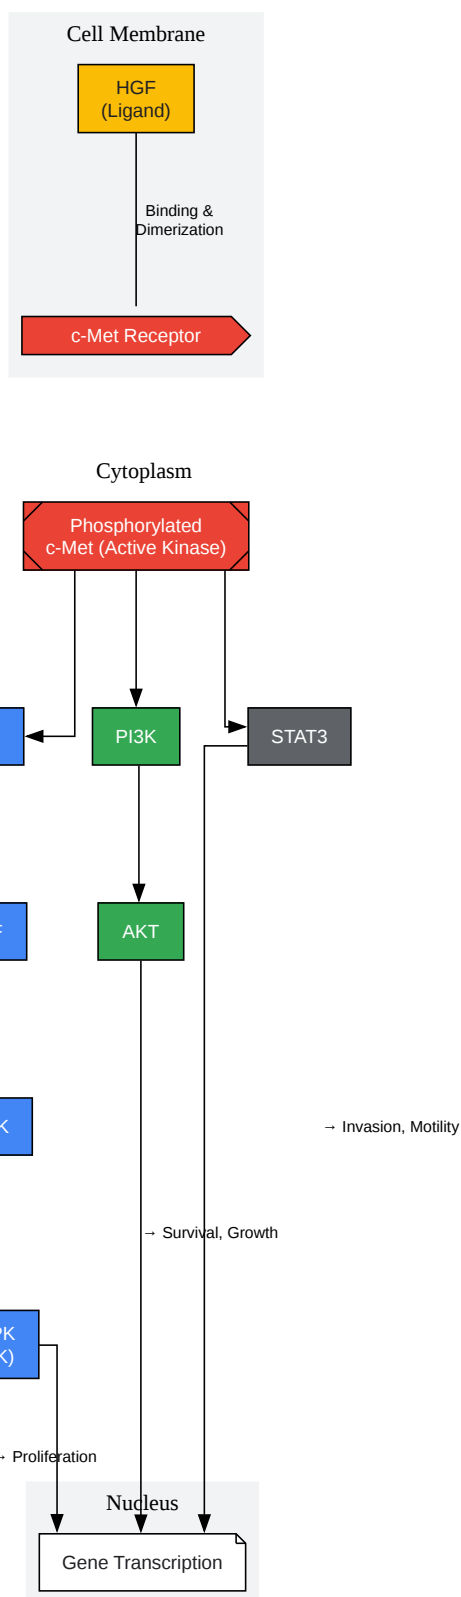 Cell Membrane
HGF
(Ligand)
Binding &
Dimerization
c-Met Receptor
Cytoplasm
Phosphorylated
c-Met (Active Kinase)
PI3K
STAT3
F
AKT
K
→ Invasion, Motility
→ Survival, Growth
PK
K)
→ Proliferation
Nucleus
Gene Transcription